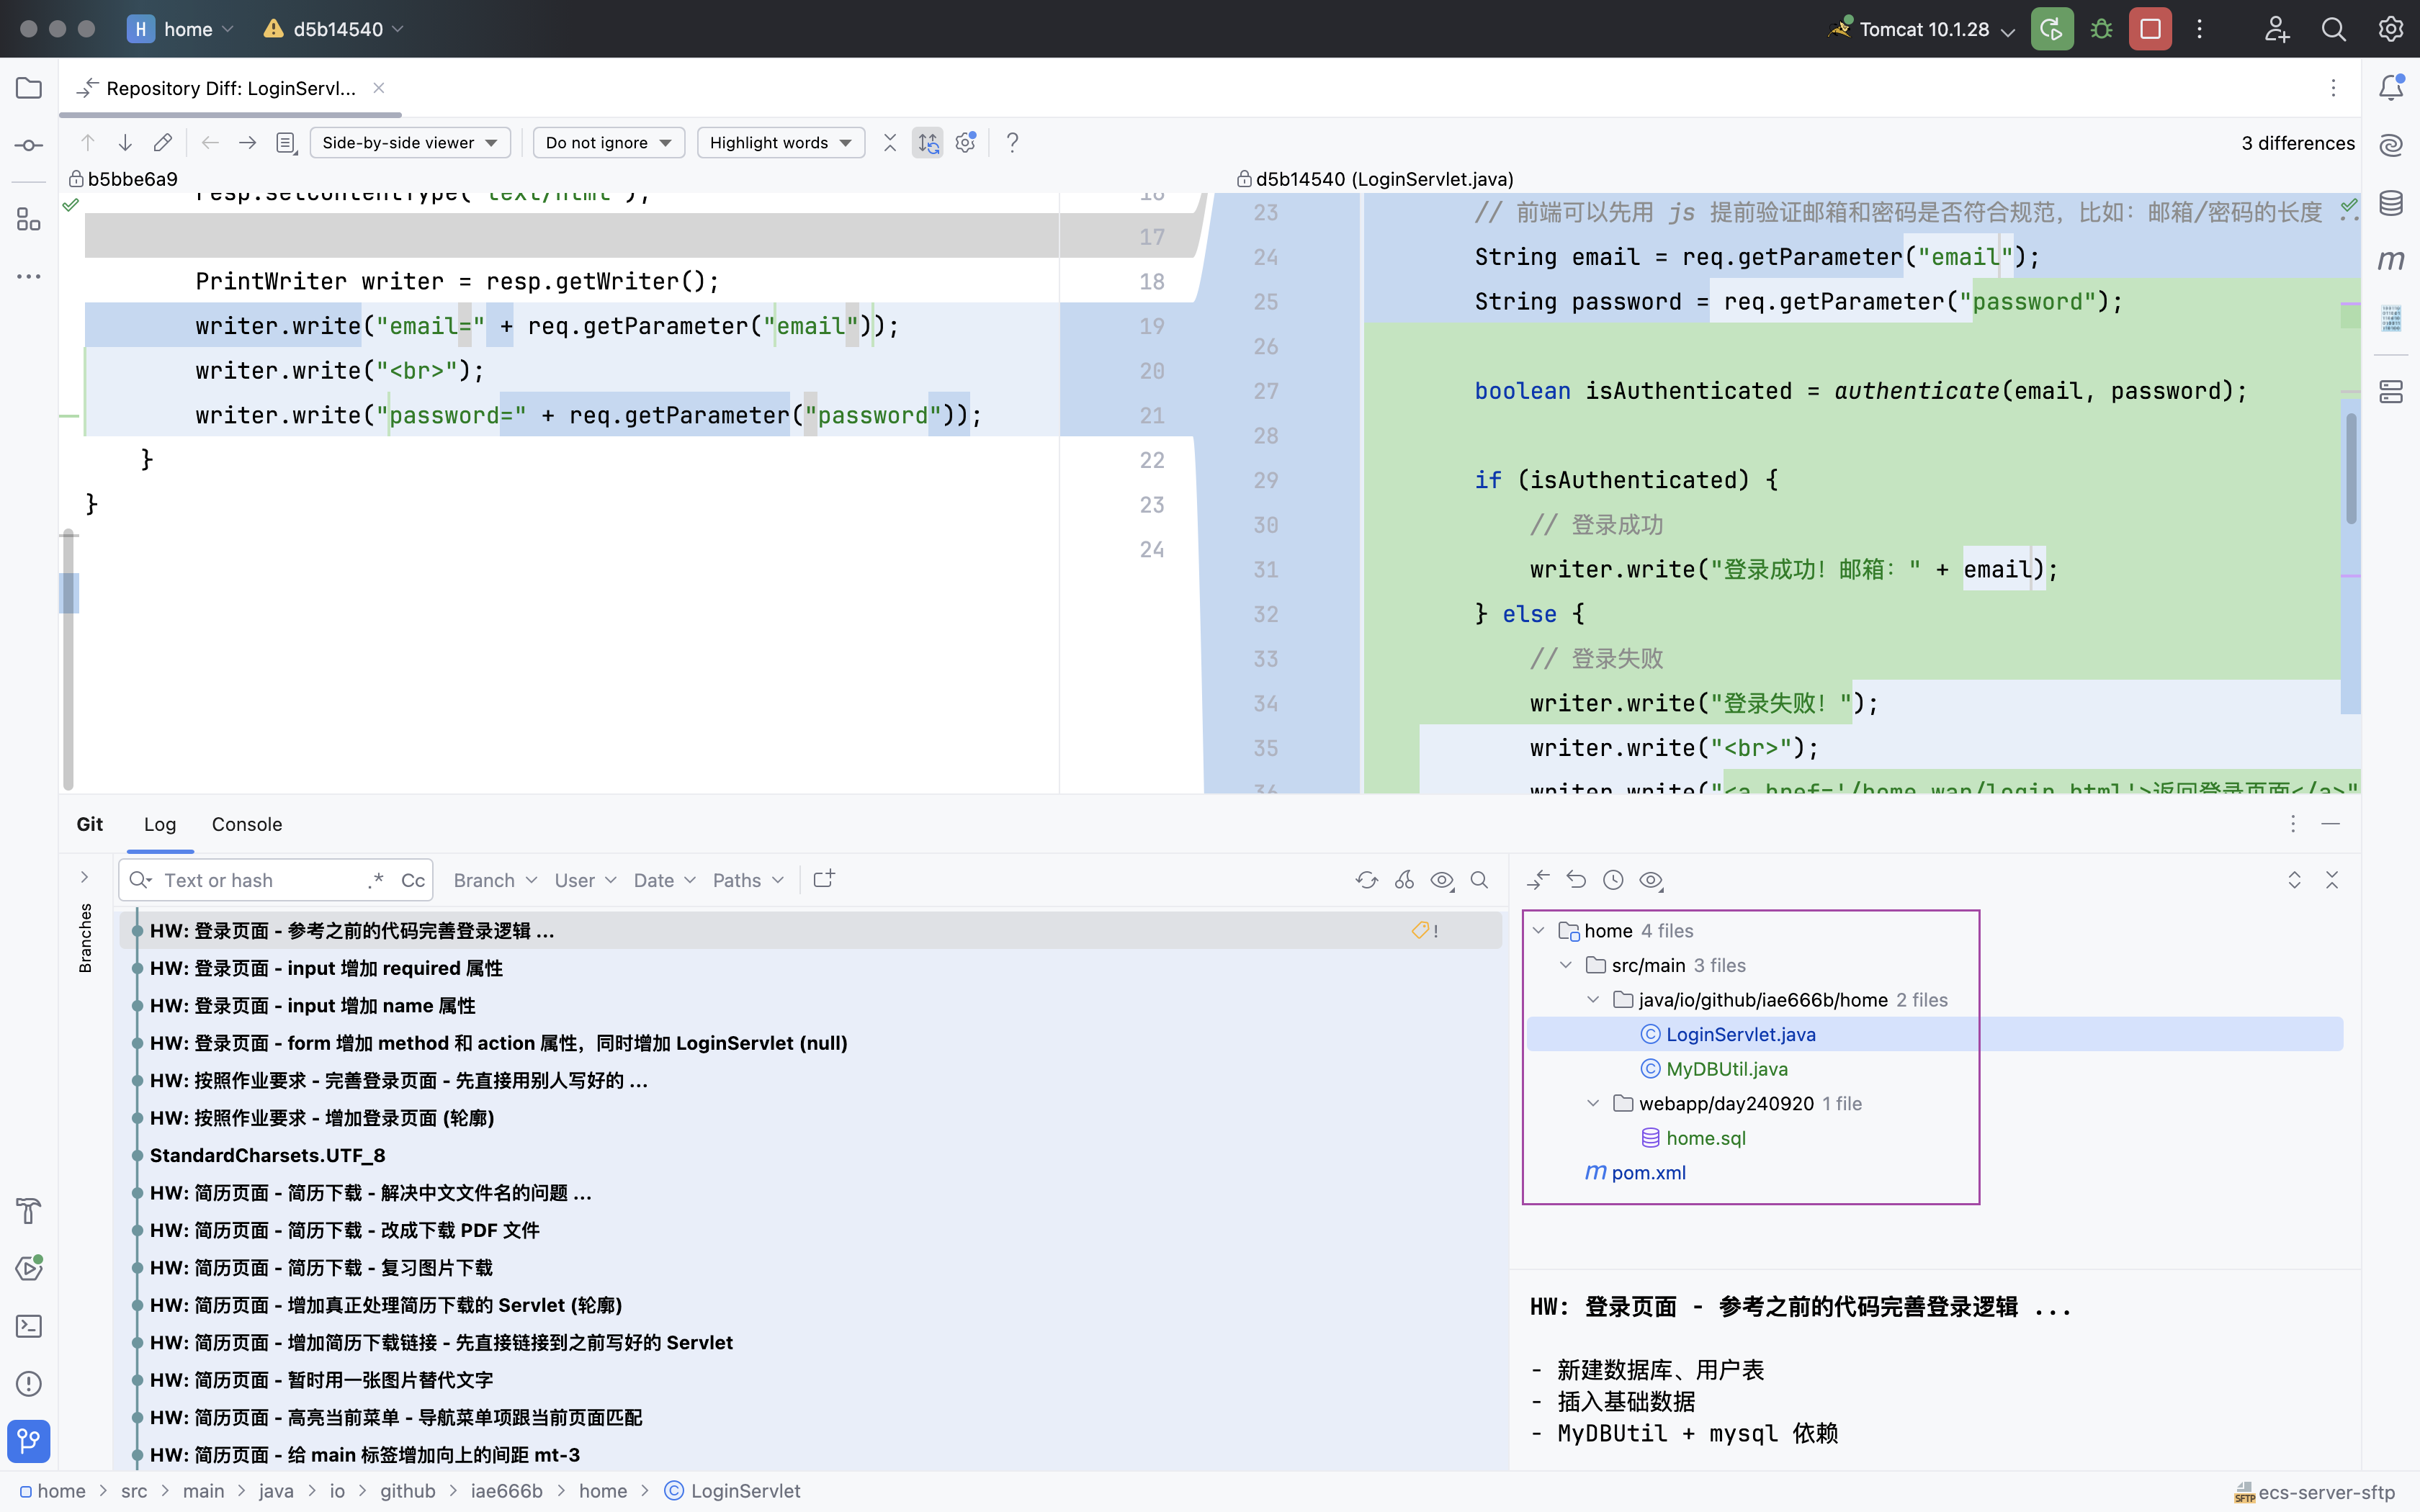 H home d5b14540 Tomcat 10.1.28
Repository Diff: LoginServl...
Side-by-side viewer Do not ignore Highlight words ? 3 differences
b5bbe6a9
resp.setContentType("text/html");
16
17
PrintWriter writer = resp.getWriter();
18
writer.write("email=" + req.getParameter("email"));
19
writer.write("<br>");
20
writer.write("password=" + req.getParameter("password"));
21
}
22
}
23
24
d5b14540 (LoginServlet.java)
23 // 前端可以先用 js 提前验证邮箱和密码是否符合规范，比如：邮箱/密码的长度 ..
24 String email = req.getParameter("email");
25 String password = req.getParameter("password");
26
27 boolean isAuthenticated = authenticate(email, password);
28
29 if (isAuthenticated) {
30 // 登录成功
31 writer.write("登录成功！邮箱：" + email);
32 } else {
33 // 登录失败
34 writer.write("登录失败！");
35 writer.write("<br>");
36 writer.write("<a href='/home_war/login.html'>返回登录页面</a>"
Git Log Console
Text or hash .* Cc Branch User Date Paths
Branches
HW: 登录页面 - 参考之前的代码完善登录逻辑 ... !
HW: 登录页面 - input 增加 required 属性
HW: 登录页面 - input 增加 name 属性
HW: 登录页面 - form 增加 method 和 action 属性，同时增加 LoginServlet (null)
HW: 按照作业要求 - 完善登录页面 - 先直接用别人写好的 ...
HW: 按照作业要求 - 增加登录页面 (轮廓)
StandardCharsets.UTF_8
HW: 简历页面 - 简历下载 - 解决中文文件名的问题 ...
HW: 简历页面 - 简历下载 - 改成下载 PDF 文件
HW: 简历页面 - 简历下载 - 复习图片下载
HW: 简历页面 - 增加真正处理简历下载的 Servlet (轮廓)
HW: 简历页面 - 增加简历下载链接 - 先直接链接到之前写好的 Servlet
HW: 简历页面 - 暂时用一张图片替代文字
HW: 简历页面 - 高亮当前菜单 - 导航菜单项跟当前页面匹配
HW: 简历页面 - 给 main 标签增加向上的间距 mt-3
home 4 files
src/main 3 files
java/io/github/iae666b/home 2 files
LoginServlet.java
MyDBUtil.java
webapp/day240920 1 file
home.sql
m pom.xml
HW: 登录页面 - 参考之前的代码完善登录逻辑 ...
- 新建数据库、用户表
- 插入基础数据
- MyDBUtil + mysql 依赖
home > src > main > java > io > github > iae666b > home > LoginServlet
SFTP ecs-server-sftp